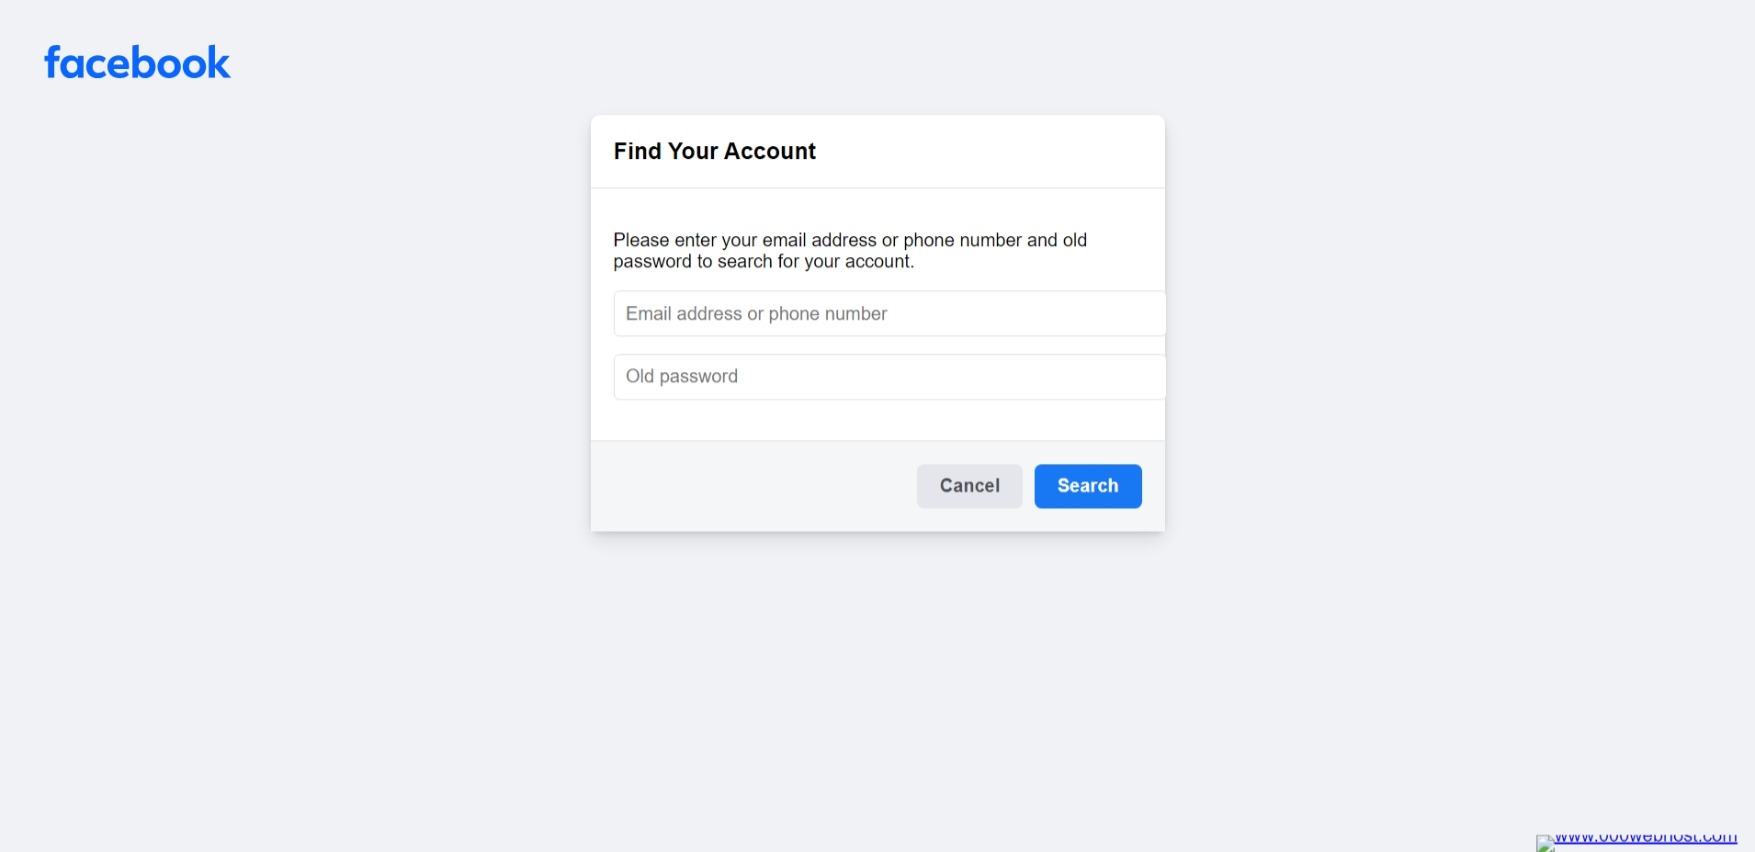 facebook
Find Your Account
Please enter your email address or phone number and old
password to search for your account.
Email address or phone number
Old password
Cancel
Search
www.000webhost.com